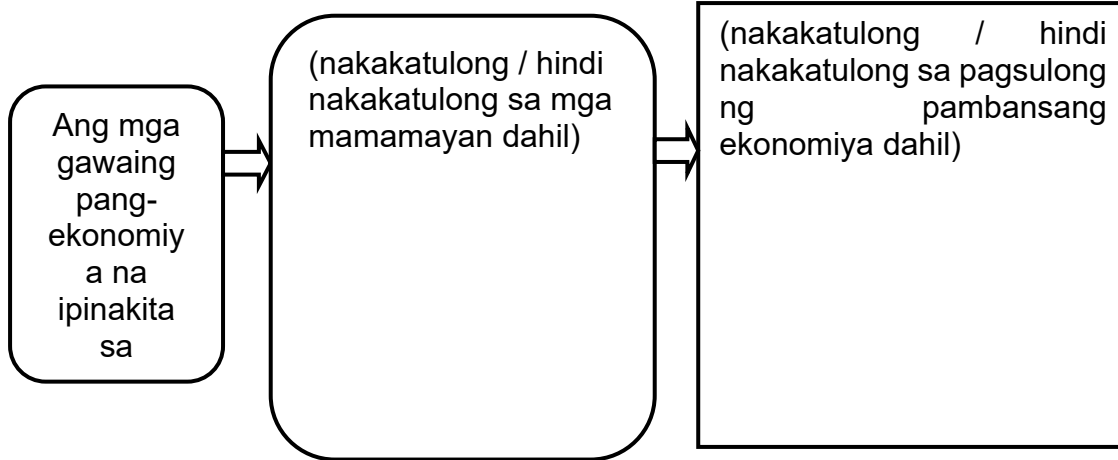 Ang mga
gawaing
pang-
ekonomiy
a na
ipinakita
sa
(nakakatulong / hindi
nakakatulong sa mga
mamamayan dahil)
(nakakatulong / hindi
nakakatulong sa pagsulong
ng pambansang
ekonomiya dahil)